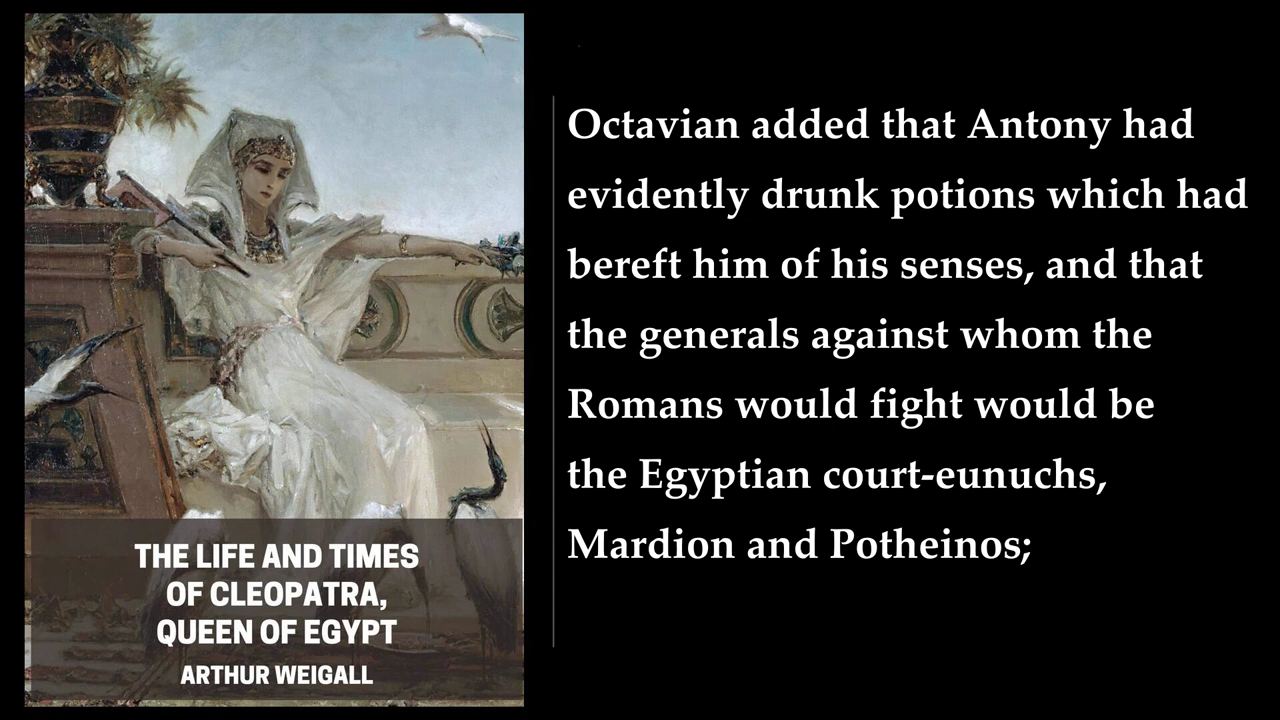 Octavian added that Antony had
evidently drunk potions which had
bereft him of his senses, and that
the generals against whom the
Romans would fight would be
the Egyptian court-eunuchs,
Mardion and Potheinos;
THE LIFE AND TIMES
OF CLEOPATRA,
QUEEN OF EGYPT
ARTHUR WEIGALL